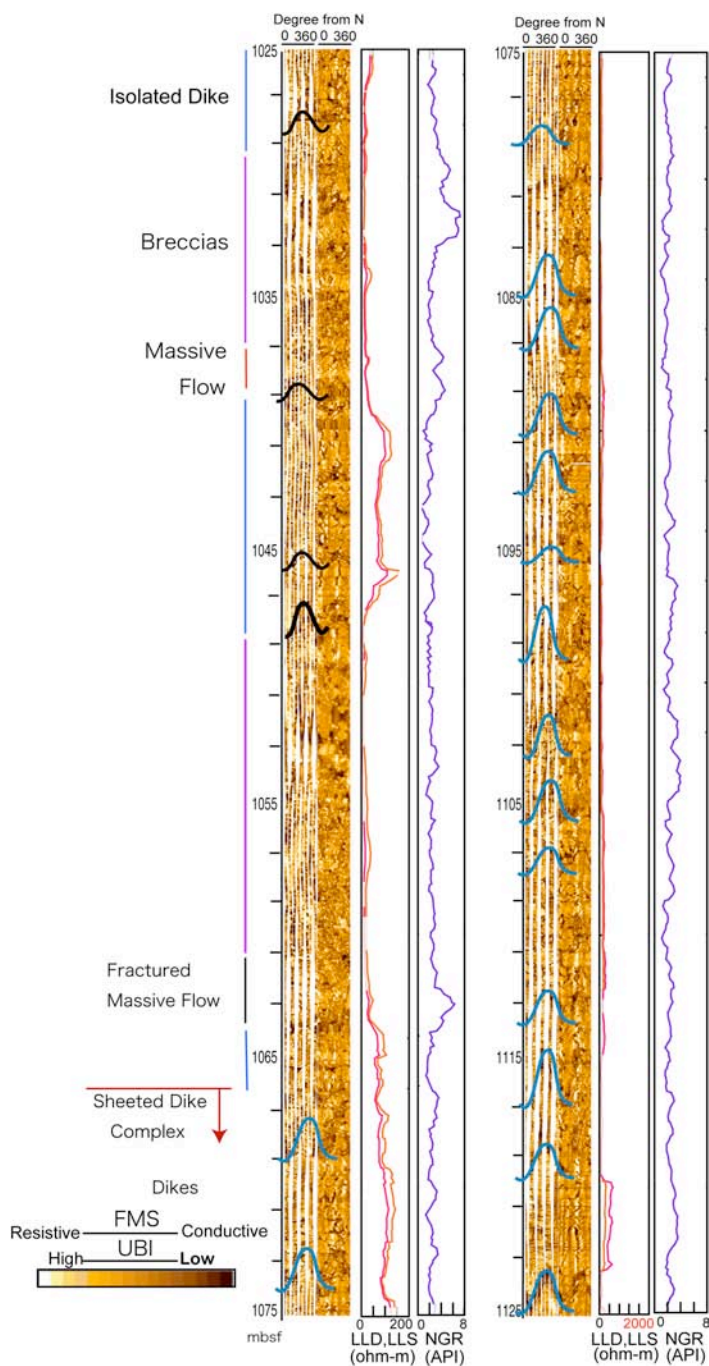 Degree from N
0 360 0 360
1025
Isolated Dike
Breccias
1035
Massive
Flow
1045
1055
Fractured
Massive Flow
1065
Sheeted Dike
Complex
Dikes
FMS
Resistive
Conductive
UBI
High
Low
1075
mbsf
0 200
LLD,LLS
(ohm-m)
0 8
NGR
(API)
Degree from N
0 360 0 360
1075
1085
1095
1105
1115
1125
0 2000
LLD,LLS
(ohm-m)
0 8
NGR
(API)